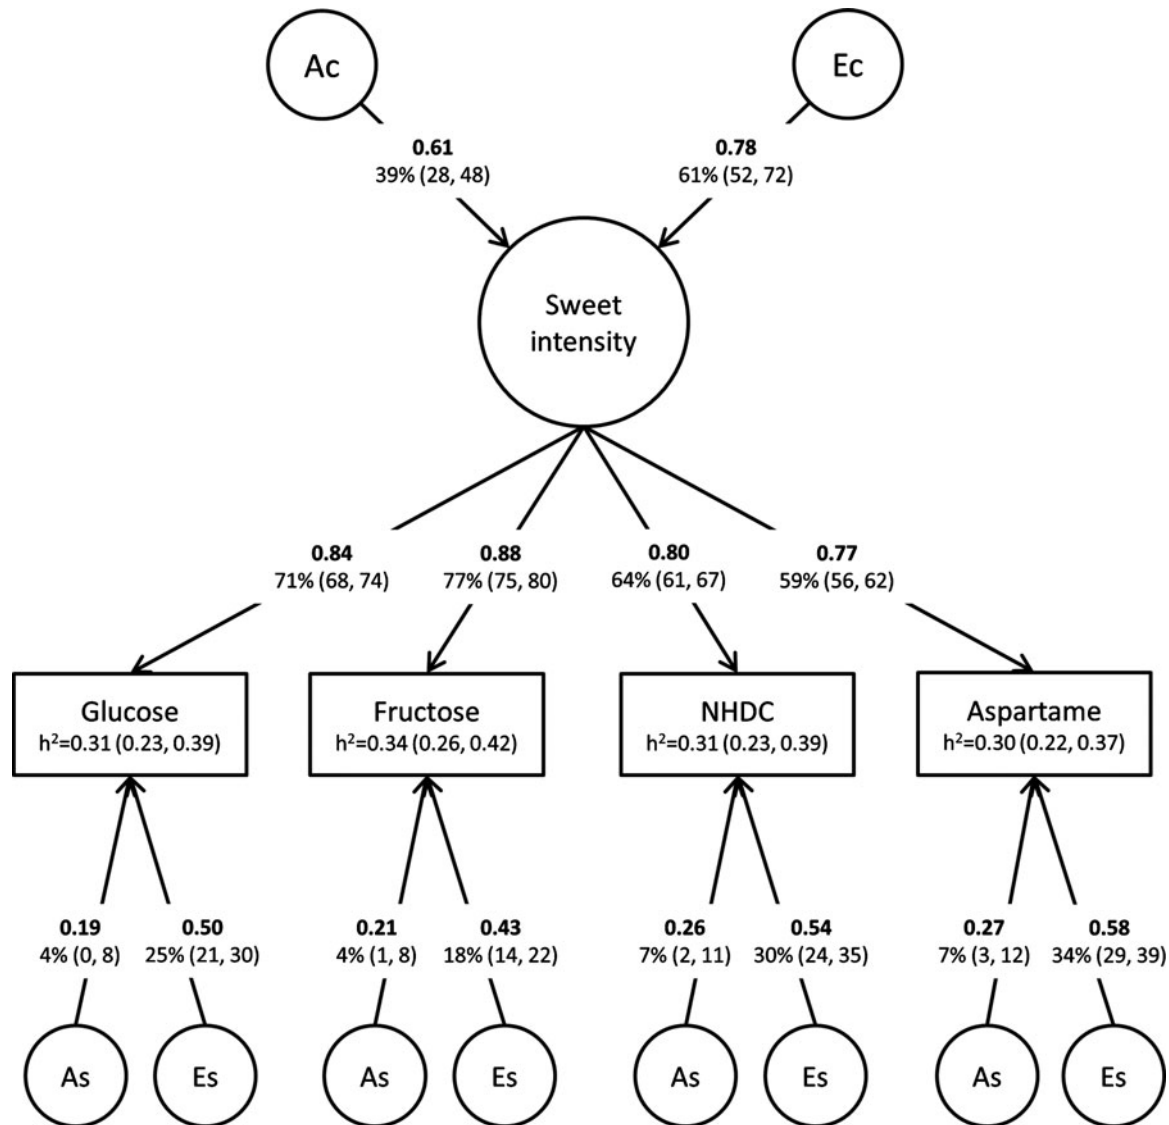 Ac
Ec
0.61
39% (28, 48)
0.78
61% (52, 72)
Sweet
intensity
0.84
71% (68, 74)
0.88
77% (75, 80)
0.80
64% (61, 67)
0.77
59% (56, 62)
Glucose
h²=0.31 (0.23, 0.39)
Fructose
h²=0.34 (0.26, 0.42)
NHDC
h²=0.31 (0.23, 0.39)
Aspartame
h²=0.30 (0.22, 0.37)
0.19
4% (0, 8)
0.50
25% (21, 30)
0.21
4% (1, 8)
0.43
18% (14, 22)
0.26
7% (2, 11)
0.54
30% (24, 35)
0.27
7% (3, 12)
0.58
34% (29, 39)
As
Es
As
Es
As
Es
As
Es